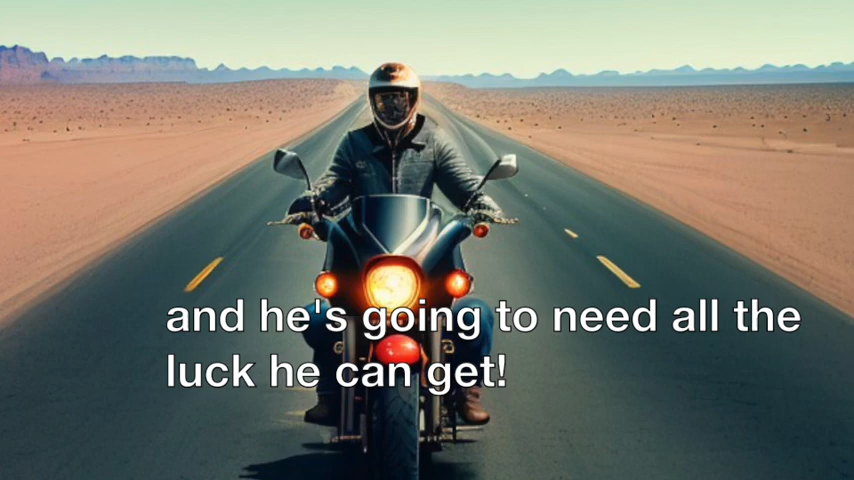 and he's going to need all the
luck he can get!